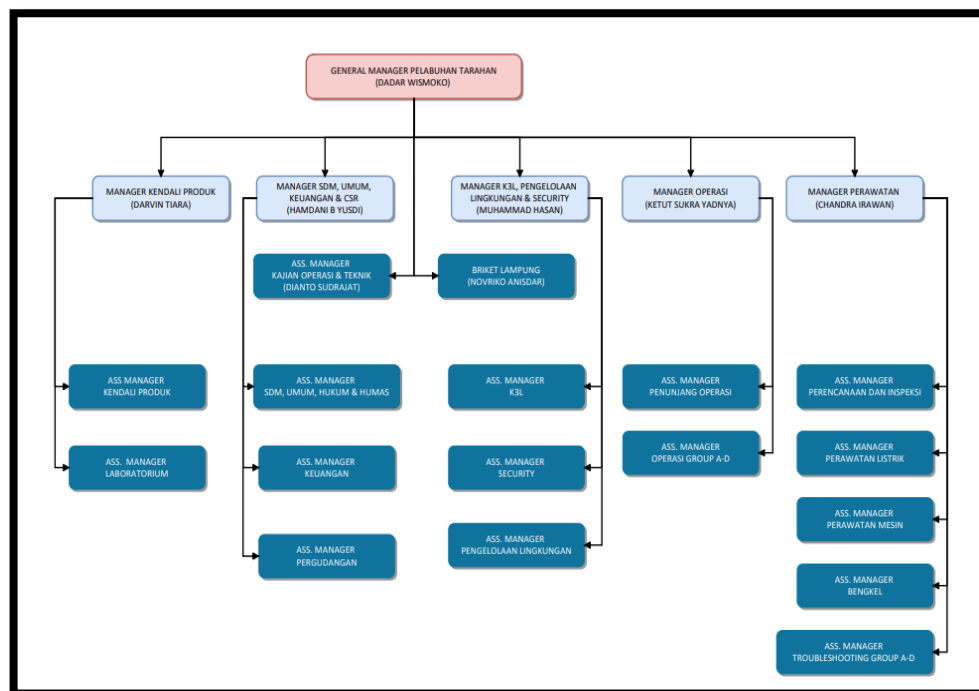 GENERAL MANAGER PELABUHAN TARAHAN
(DADAR WISMOKO)
MANAGER KENDALI PRODUK
(DARVIN TIARA)
MANAGER SDM, UMUM,
KEUANGAN & CSR
(HAMDANI B YUSDI)
MANAGER K3L, PENGELOLAAN
LINGKUNGAN & SECURITY
(MUHAMMAD HASAN)
MANAGER OPERASI
(KETUT SUKRA YADNYA)
MANAGER PERAWATAN
(CHANDRA IRAWAN)
ASS. MANAGER
KAJIAN OPERASI & TEKNIK
(DIANTO SUDRAJAT)
BRIKET LAMPUNG
(NOVRIKO ANISDAR)
ASS MANAGER
KENDALI PRODUK
ASS. MANAGER
SDM, UMUM, HUKUM & HUMAS
ASS. MANAGER
K3L
ASS. MANAGER
PENUNJANG OPERASI
ASS. MANAGER
PERENCANAAN DAN INSPEKSI
ASS. MANAGER
LABORATORIUM
ASS. MANAGER
KEUANGAN
ASS. MANAGER
SECURITY
ASS. MANAGER
OPERASI GROUP A-D
ASS. MANAGER
PERAWATAN LISTRIK
ASS. MANAGER
PERGUDANGAN
ASS. MANAGER
PENGELOLAAN LINGKUNGAN
ASS. MANAGER
PERAWATAN MESIN
ASS. MANAGER
BENGKEL
ASS. MANAGER
TROUBLESHOOTING GROUP A-D